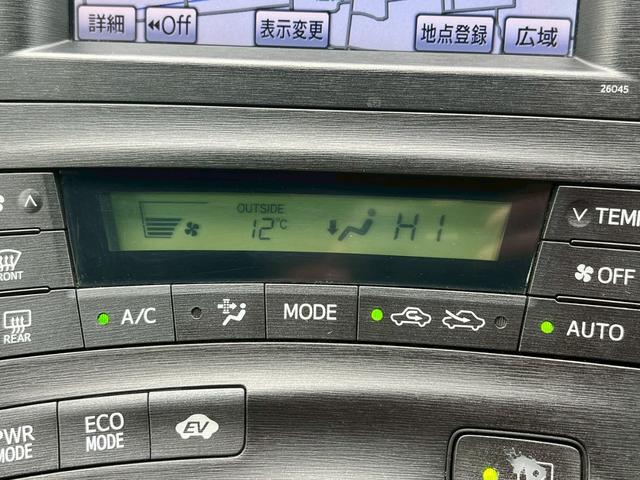 詳細 ◀◀Off 表示変更 地点登録 広域
26045
OUTSIDE
12°C HI
TEMP
FRONT OFF
REAR A/C MODE AUTO
PWR MODE ECO MODE EV